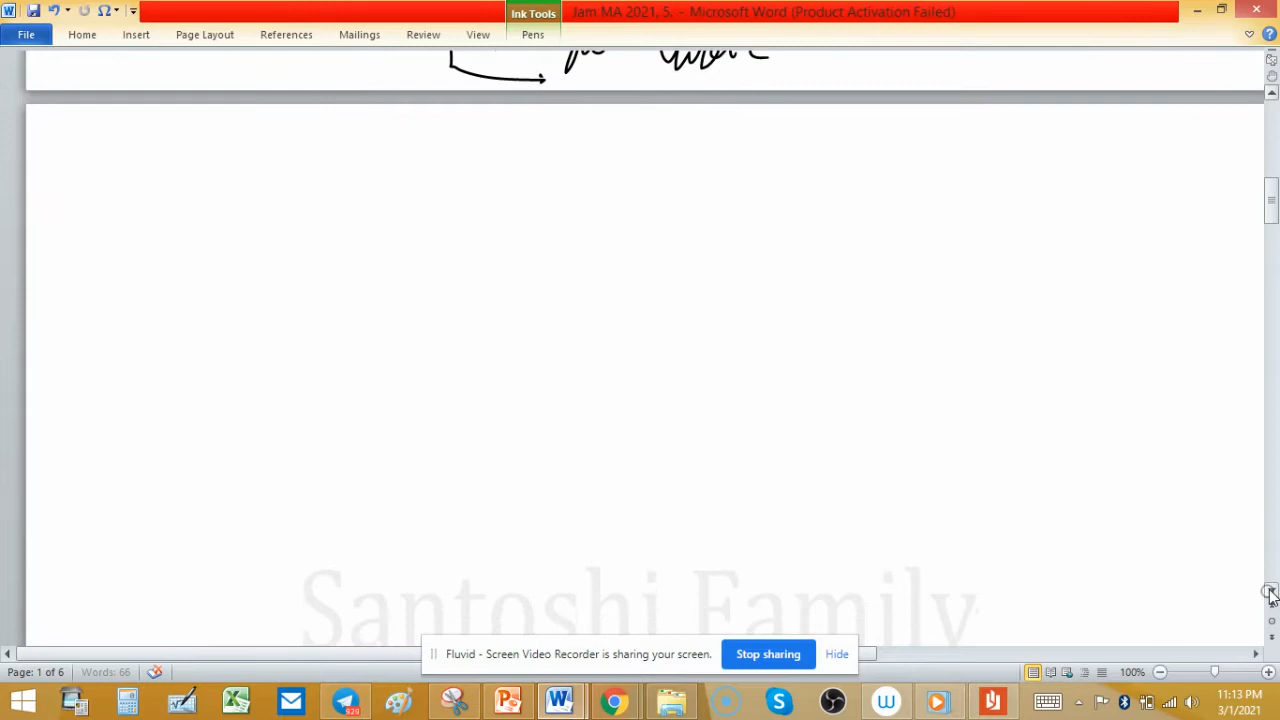 Ink Tools
Jam MA 2021, 5. - Microsoft Word (Product Activation Failed)
File Home Insert Page Layout References Mailings Review View Pens
Santoshi Family
Fluvid - Screen Video Recorder is sharing your screen. Stop sharing Hide
Page: 1 of 6 Words: 66 100%
929
11:13 PM
3/1/2021